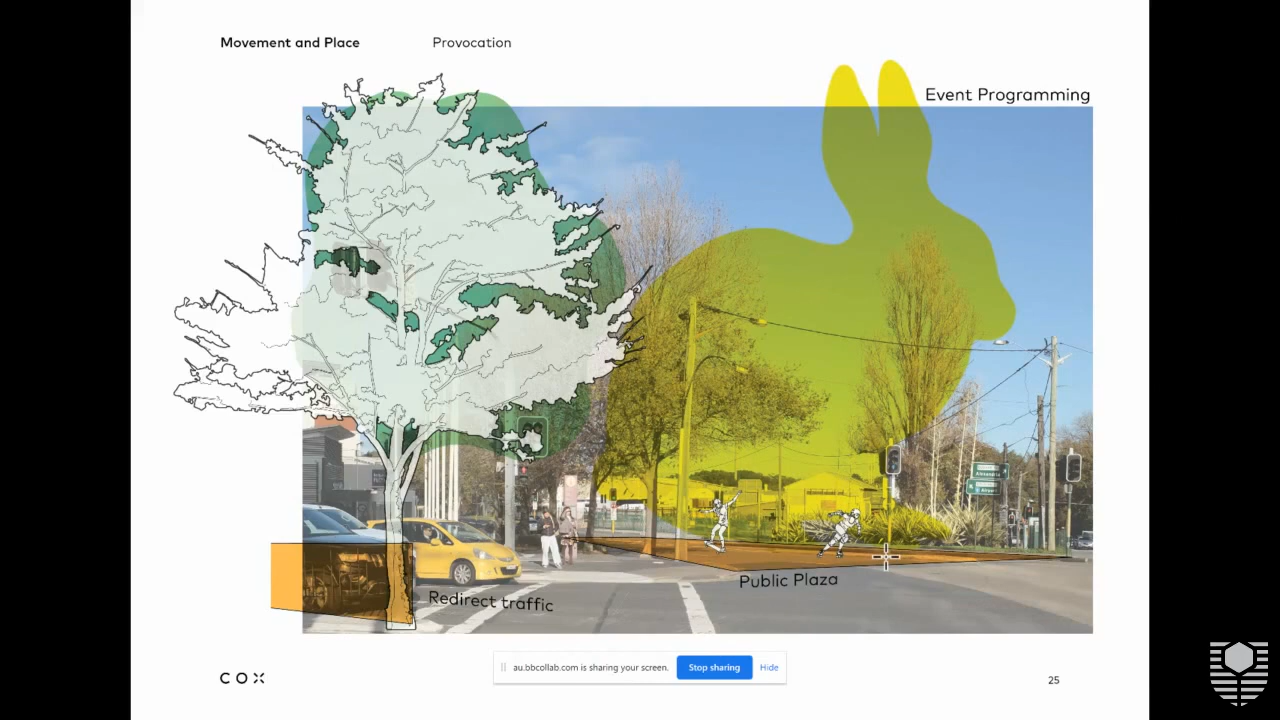 Movement and Place
Provocation
Event Programming
Public Plaza
Redirect traffic
au.bbcollab.com is sharing your screen.
Stop sharing
Hide
COX
25